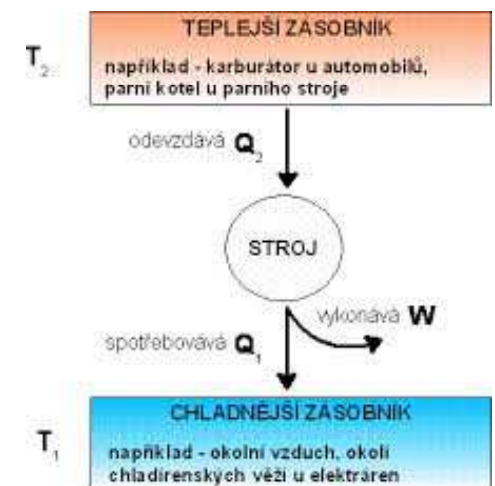 TEPLEJŠÍ ZÁSOBNÍK
T₂
například - karburátor u automobilů,
parní kotel u parního stroje
odevzdává Q₂
STROJ
vykonává W
spotřebovává Q₁
CHLADNĚJŠÍ ZÁSOBNÍK
T₁
například - okolní vzduch, okolí
chladírenských věží u elektráren